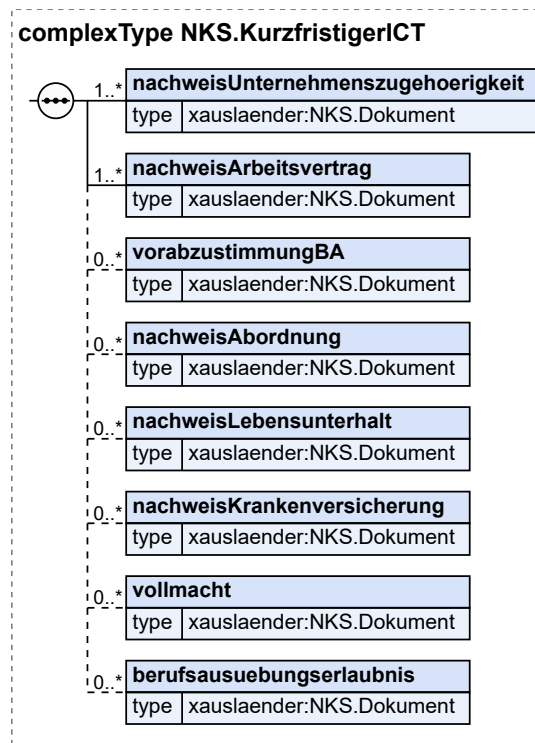 complexType NKS.KurzfristigerICT
1..* nachweisUnternehmenszugehoerigkeit
type xauslaender:NKS.Dokument
1..* nachweisArbeitsvertrag
type xauslaender:NKS.Dokument
0..* vorabzustimmungBA
type xauslaender:NKS.Dokument
0..* nachweisAbordnung
type xauslaender:NKS.Dokument
0..* nachweisLebensunterhalt
type xauslaender:NKS.Dokument
0..* nachweisKrankenversicherung
type xauslaender:NKS.Dokument
0..* vollmacht
type xauslaender:NKS.Dokument
0..* berufsausuebungserlaubnis
type xauslaender:NKS.Dokument